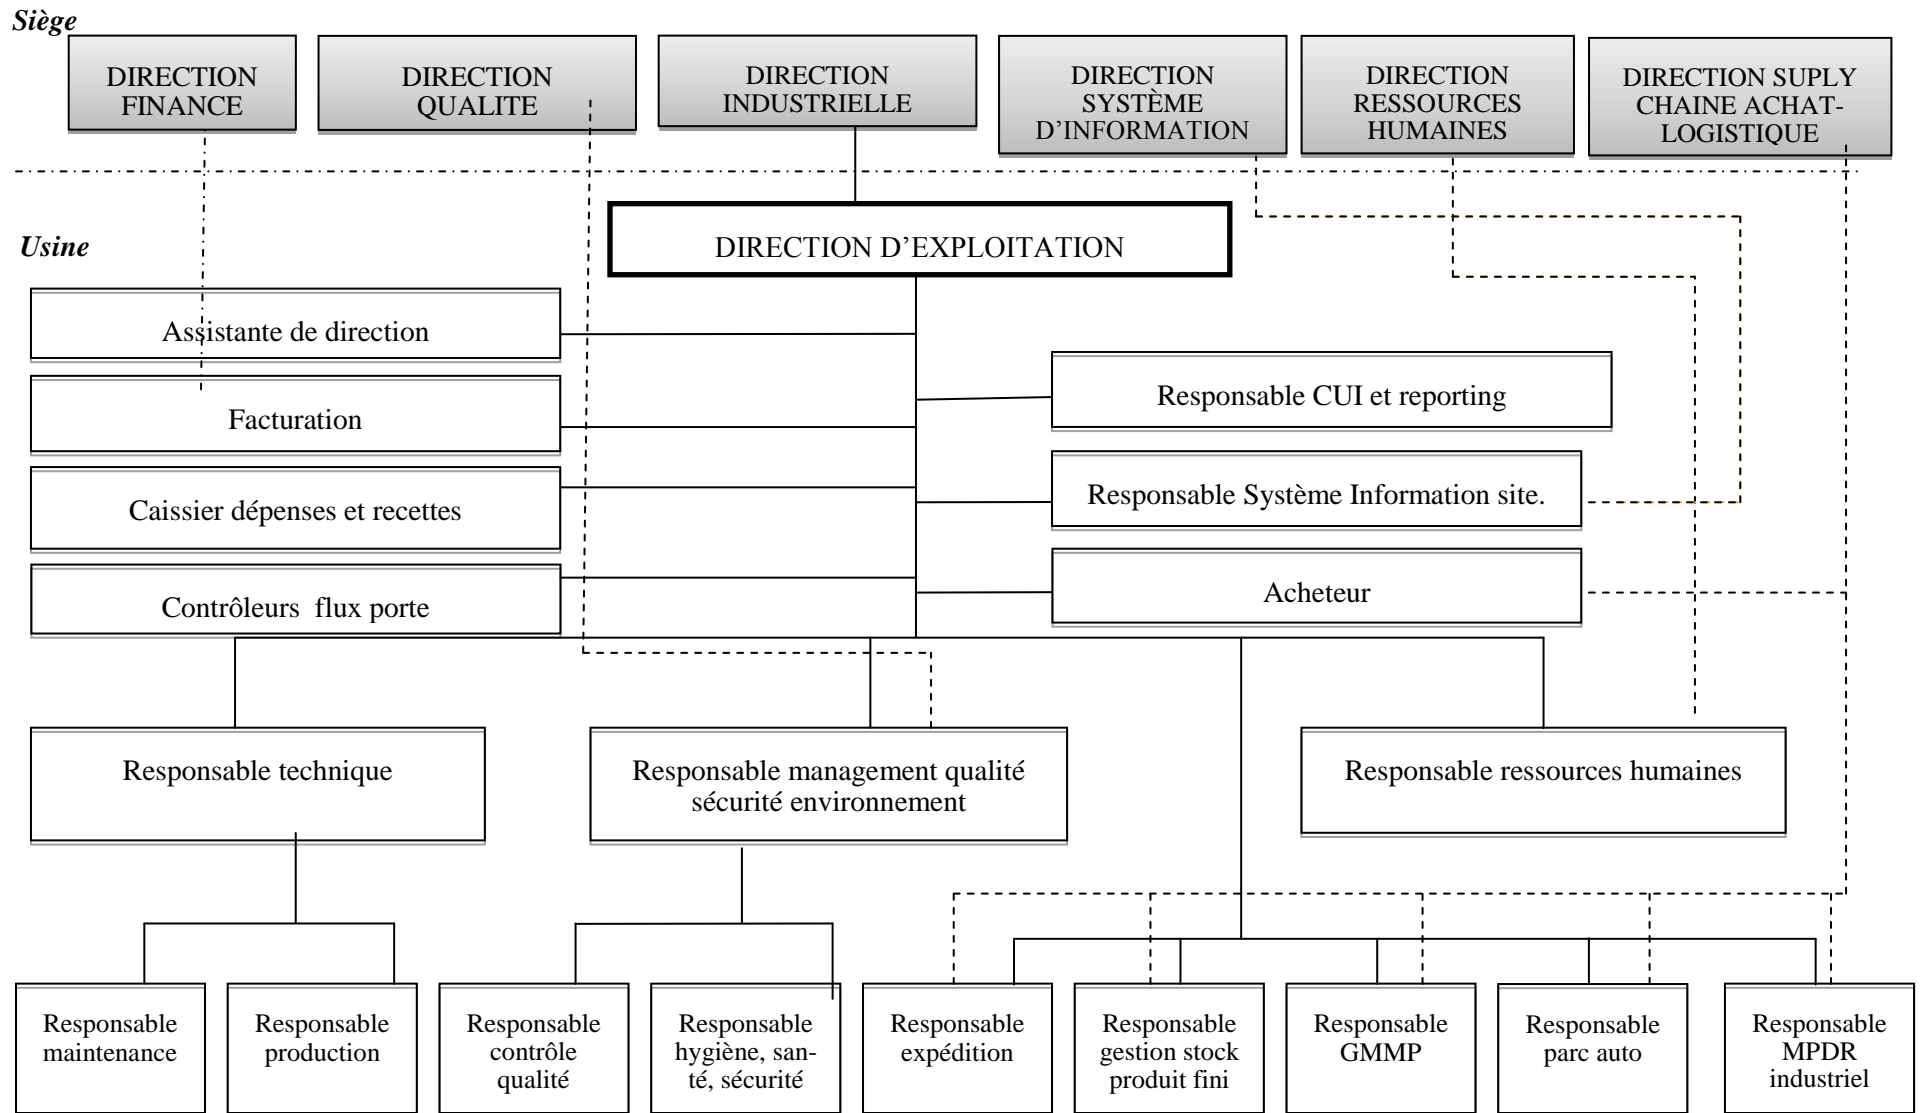 Siège
DIRECTION
FINANCE
DIRECTION
QUALITE
DIRECTION
INDUSTRIELLE
DIRECTION
SYSTÈME
D’INFORMATION
DIRECTION
RESSOURCES
HUMAINES
DIRECTION SUPLY
CHAINE ACHAT-
LOGISTIQUE
Usine
DIRECTION D’EXPLOITATION
Assistante de direction
Facturation
Caissier dépenses et recettes
Contrôleurs flux porte
Responsable CUI et reporting
Responsable Système Information site.
Acheteur
Responsable technique
Responsable management qualité
sécurité environnement
Responsable ressources humaines
Responsable
maintenance
Responsable
production
Responsable
contrôle
qualité
Responsable
hygiène, san-
té, sécurité
Responsable
expédition
Responsable
gestion stock
produit fini
Responsable
GMMP
Responsable
parc auto
Responsable
MPDR
industriel